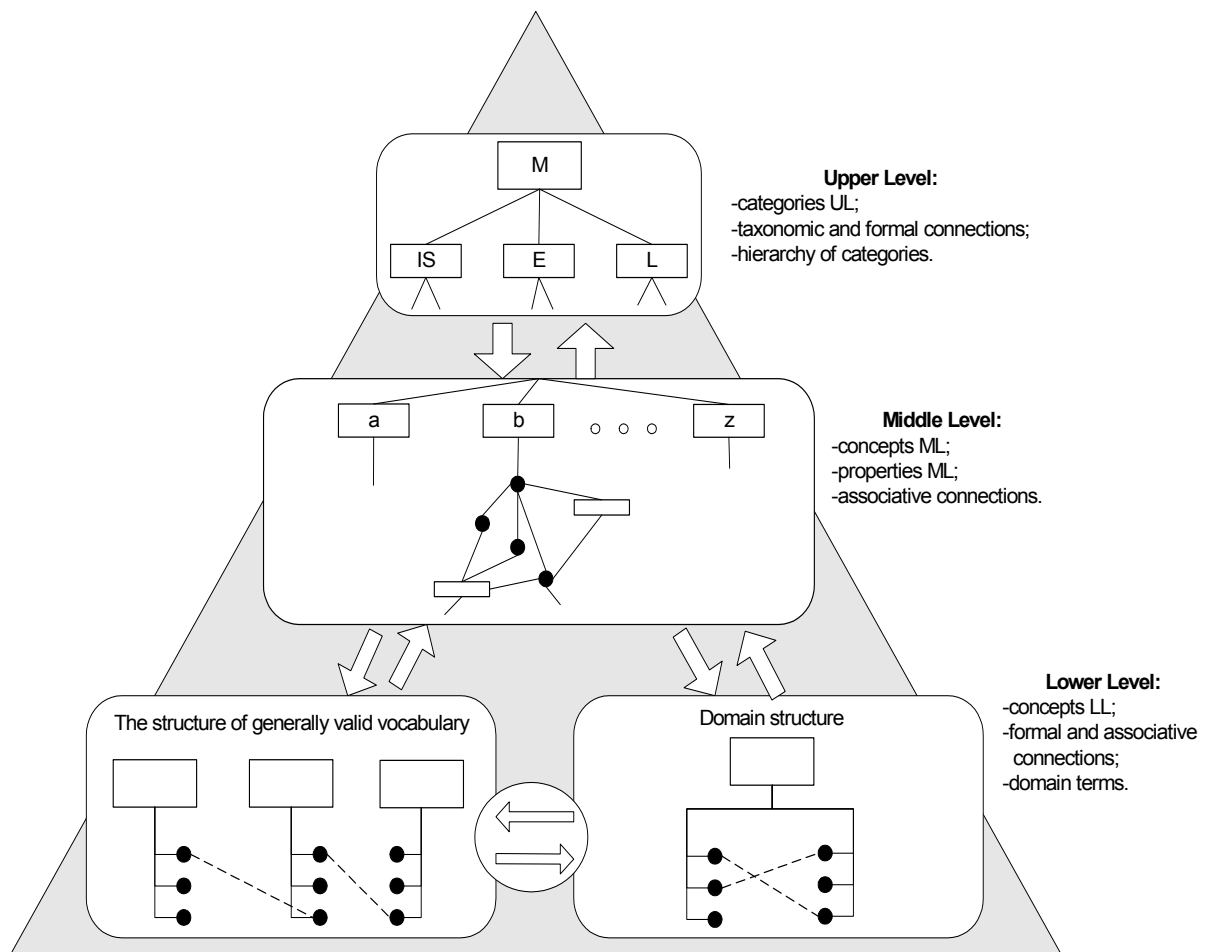 M
IS E L
Upper Level:
-categories UL;
-taxonomic and formal connections;
-hierarchy of categories.
a b z
Middle Level:
-concepts ML;
-properties ML;
-associative connections.
The structure of generally valid vocabulary
Domain structure
Lower Level:
-concepts LL;
-formal and associative
connections;
-domain terms.